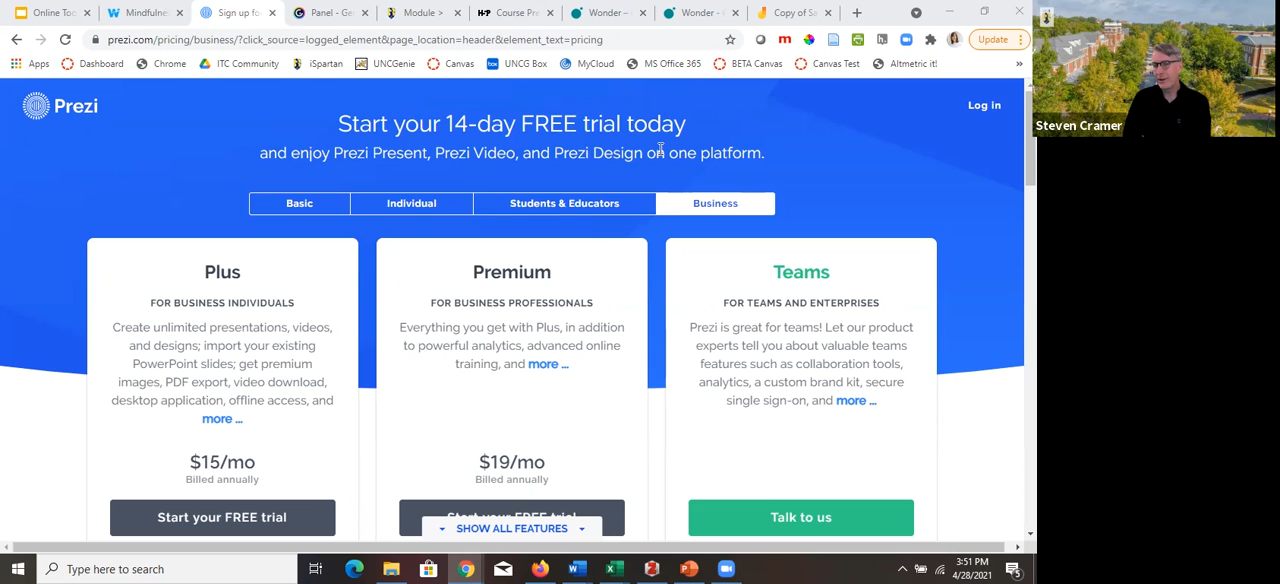 Online Too
Mindfulnes
Sign up fo
Panel - Ge
Module >
H-P Course Pre
Wonder –
Wonder -
Copy of Sa
prezi.com/pricing/business/?click_source=logged_element&page_location=header&element_text=pricing
Update
Apps
Dashboard
Chrome
ITC Community
iSpartan
UNCGenie
Canvas
box UNCG Box
MyCloud
MS Office 365
BETA Canvas
Canvas Test
Altmetric it!
»
Prezi
Log in
Start your 14-day FREE trial today
and enjoy Prezi Present, Prezi Video, and Prezi Design on one platform.
Basic
Individual
Students & Educators
Business
Plus
FOR BUSINESS INDIVIDUALS
Create unlimited presentations, videos,
and designs; import your existing
PowerPoint slides; get premium
images, PDF export, video download,
desktop application, offline access, and
more ...
$15/mo
Billed annually
Start your FREE trial
Premium
FOR BUSINESS PROFESSIONALS
Everything you get with Plus, in addition
to powerful analytics, advanced online
training, and more ...
$19/mo
Billed annually
Start your FREE trial
SHOW ALL FEATURES
Teams
FOR TEAMS AND ENTERPRISES
Prezi is great for teams! Let our product
experts tell you about valuable teams
features such as collaboration tools,
analytics, a custom brand kit, secure
single sign-on, and more ...
Talk to us
Steven Cramer
Type here to search
3:51 PM
4/28/2021
5